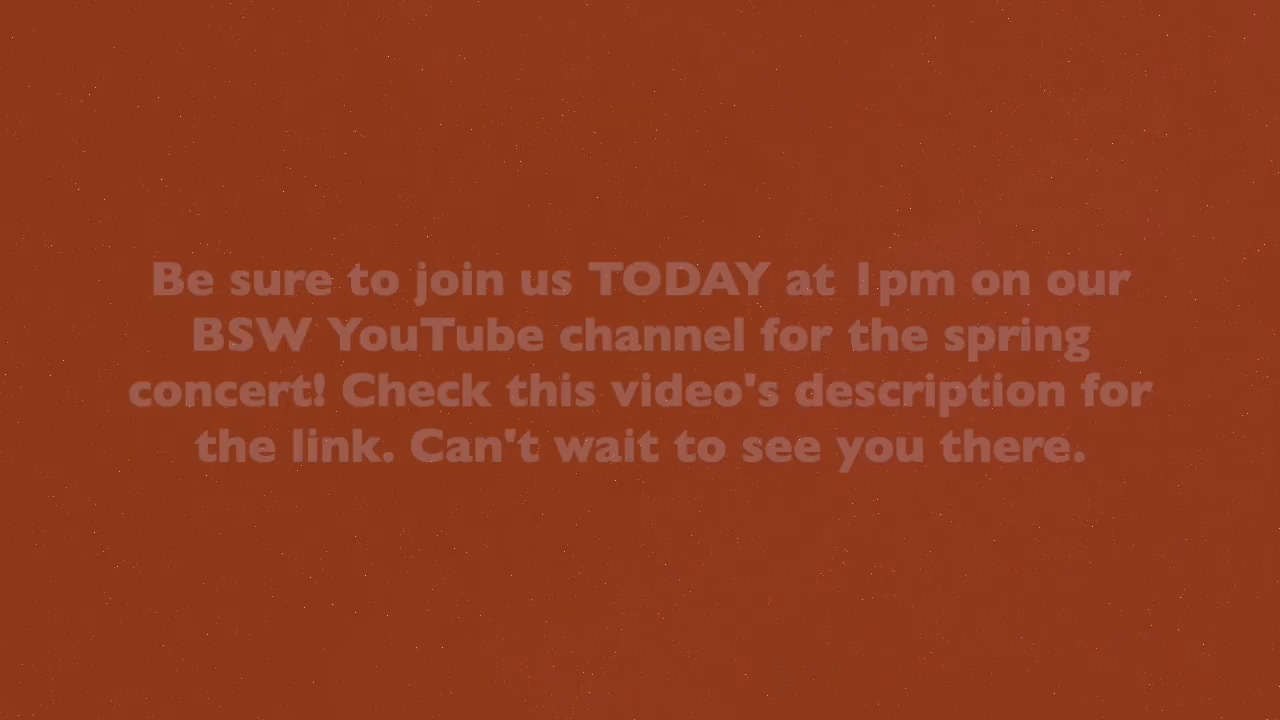 Be sure to join us TODAY at 1pm on our
BSW YouTube channel for the spring
concert! Check this video's description for
the link. Can't wait to see you there.